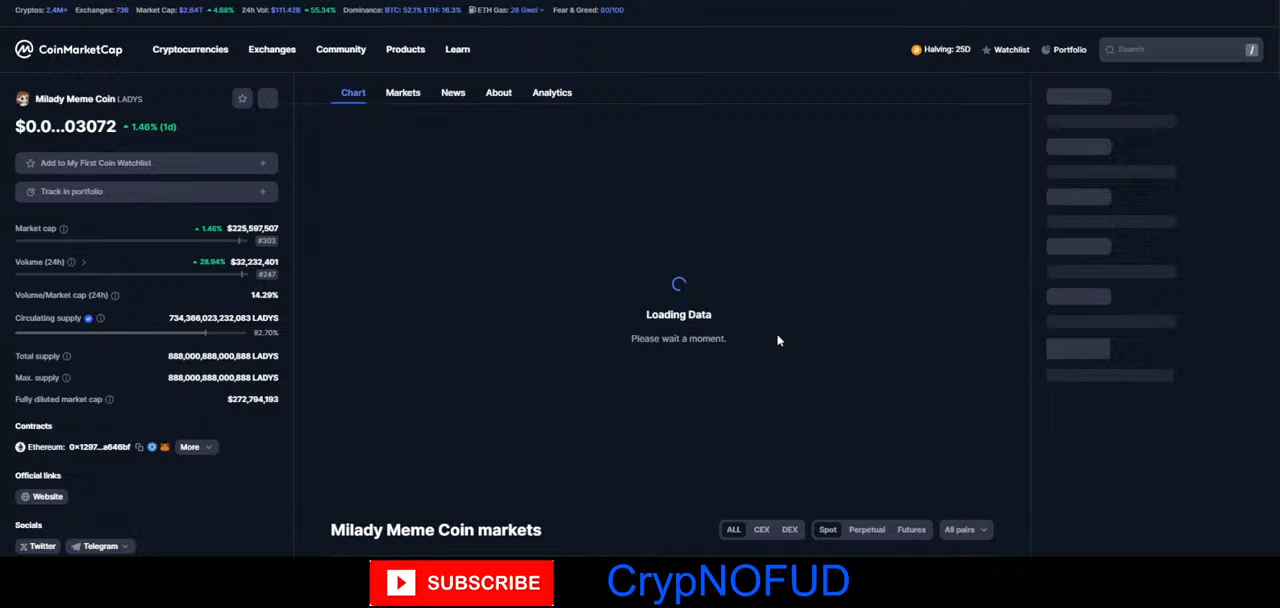 Cryptos: 2.4M+ Exchanges: 736 Market Cap: $2.64T 4.68% 24h Vol: $111.42B 55.34% Dominance: BTC: 52.1% ETH: 16.3% ETH Gas: 28 Gwei Fear & Greed: 80/100
CoinMarketCap Cryptocurrencies Exchanges Community Products Learn Halving: 25D Watchlist Portfolio Search /
Milady Meme Coin LADYS
$0.0...03072 1.46% (1d)
Add to My First Coin Watchlist +
Track in portfolio +
Market cap 1.46% $225,597,507
#303
Volume (24h) 28.94% $32,232,401
#247
Volume/Market cap (24h) 14.29%
Circulating supply 734,366,023,232,083 LADYS
82.70%
Total supply 888,000,888,000,888 LADYS
Max. supply 888,000,888,000,888 LADYS
Fully diluted market cap $272,794,193
Contracts
Ethereum: 0x1297...a646bf More
Official links
Website
Socials
Twitter Telegram
Chart Markets News About Analytics
Loading Data
Please wait a moment.
Milady Meme Coin markets ALL CEX DEX Spot Perpetual Futures All pairs
SUBSCRIBE CrypNOFUD